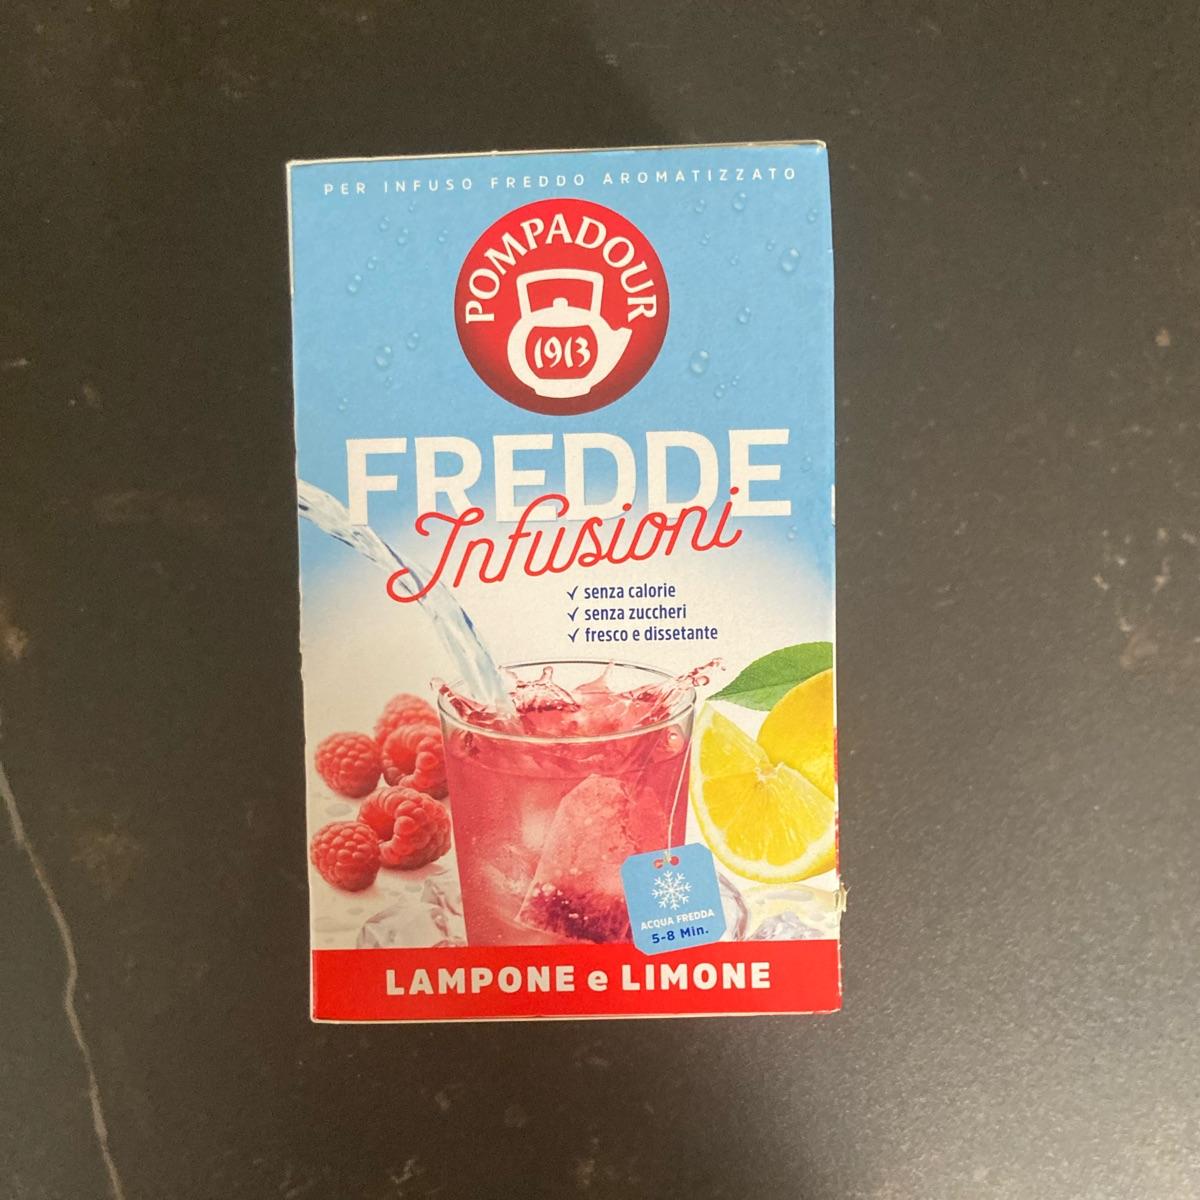 PER INFUSO FREDDO AROMATIZZATO
POMPADOUR
1913
FREDDE
Infusioni
✓ senza calorie
✓ senza zuccheri
✓ fresco e dissetante
ACQUA FREDDA
5-8 Min.
LAMPONE e LIMONE